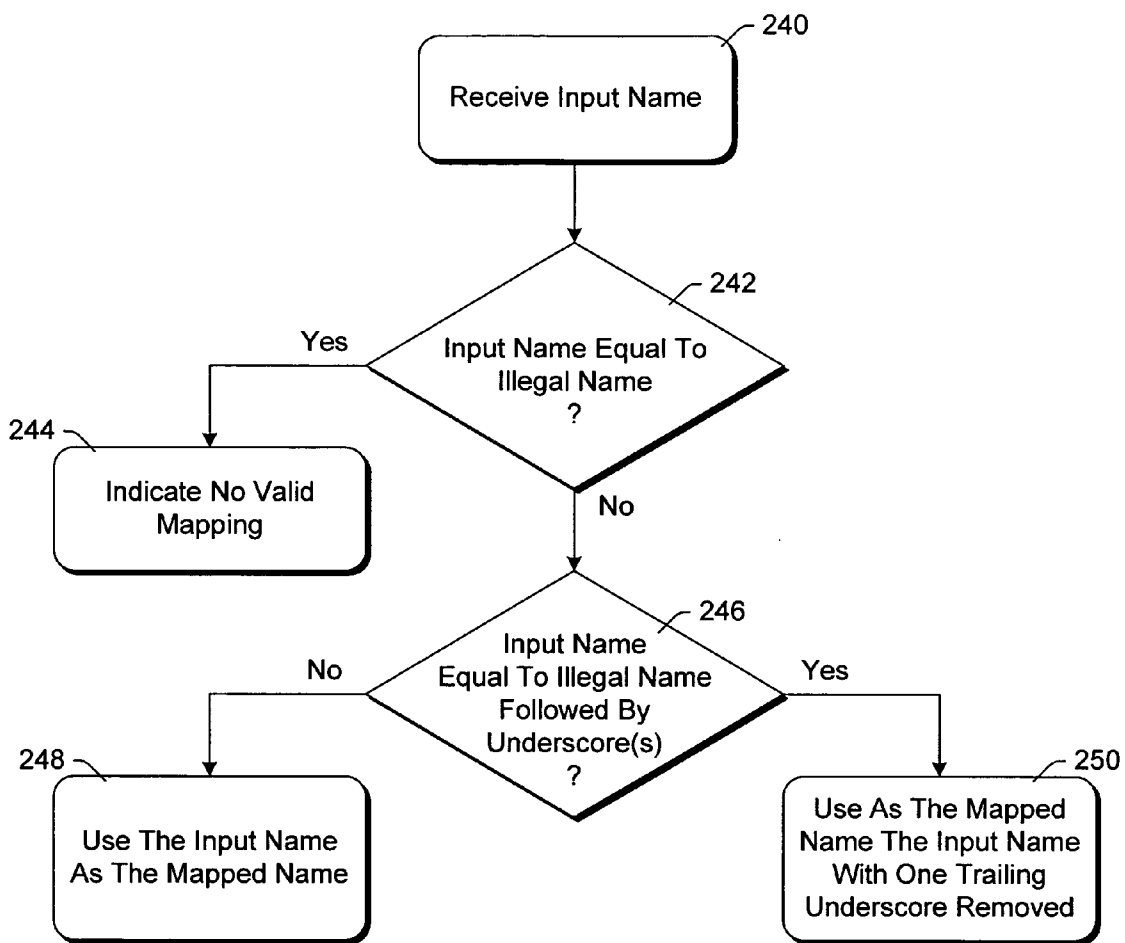 240
Receive Input Name
242
Yes
Input Name Equal To
Illegal Name
?
244
Indicate No Valid
Mapping
No
246
Input Name
Equal To Illegal Name
Followed By
Underscore(s)
?
No
Yes
248
Use The Input Name
As The Mapped Name
250
Use As The Mapped
Name The Input Name
With One Trailing
Underscore Removed